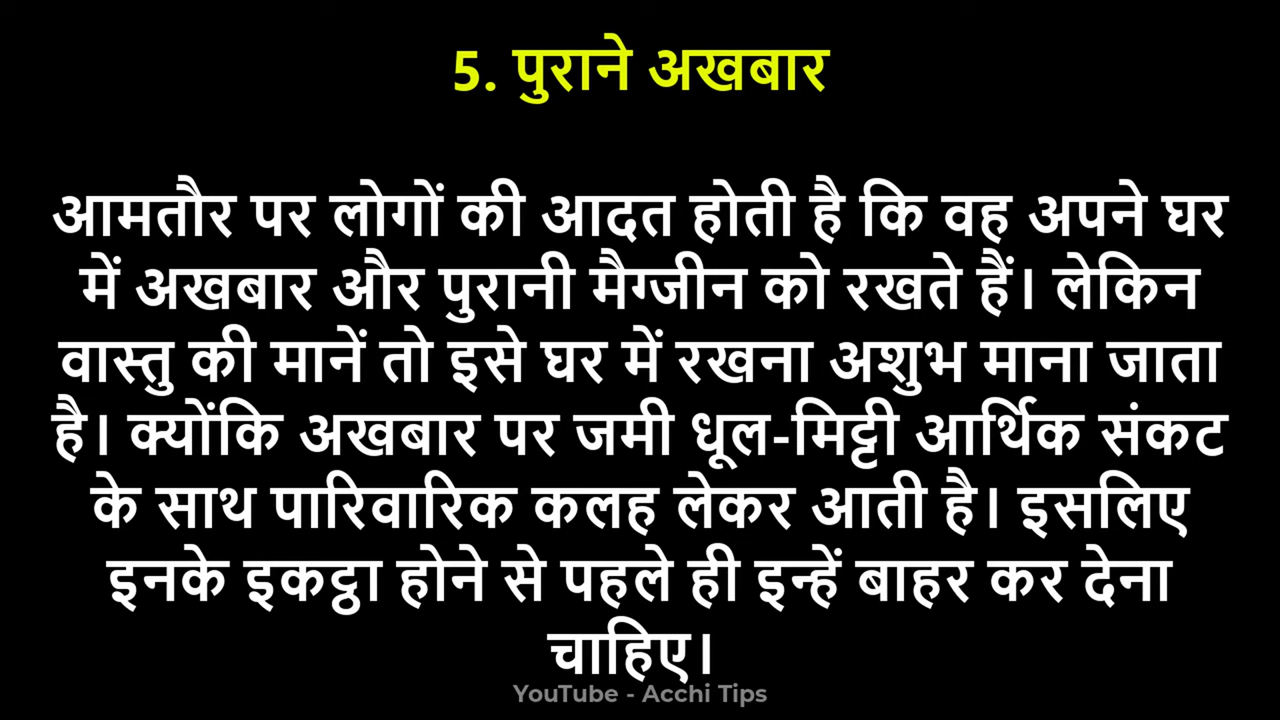 5. पुराने अखबार
आमतौर पर लोगों की आदत होती है कि वह अपने घर
में अखबार और पुरानी मैग्जीन को रखते हैं। लेकिन
वास्तु की मानें तो इसे घर में रखना अशुभ माना जाता
है। क्योंकि अखबार पर जमी धूल-मिट्टी आर्थिक संकट
के साथ पारिवारिक कलह लेकर आती है। इसलिए
इनके इकट्ठा होने से पहले ही इन्हें बाहर कर देना
चाहिए।
YouTube - Acchi Tips